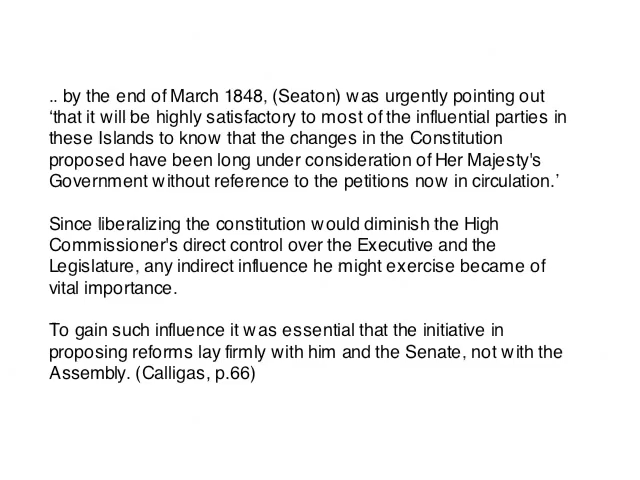 .. by the end of March 1848, (Seaton) was urgently pointing out
‘that it will be highly satisfactory to most of the influential parties in
these Islands to know that the changes in the Constitution
proposed have been long under consideration of Her Majesty's
Government without reference to the petitions now in circulation.’
Since liberalizing the constitution would diminish the High
Commissioner's direct control over the Executive and the
Legislature, any indirect influence he might exercise became of
vital importance.
To gain such influence it was essential that the initiative in
proposing reforms lay firmly with him and the Senate, not with the
Assembly. (Calligas, p.66)